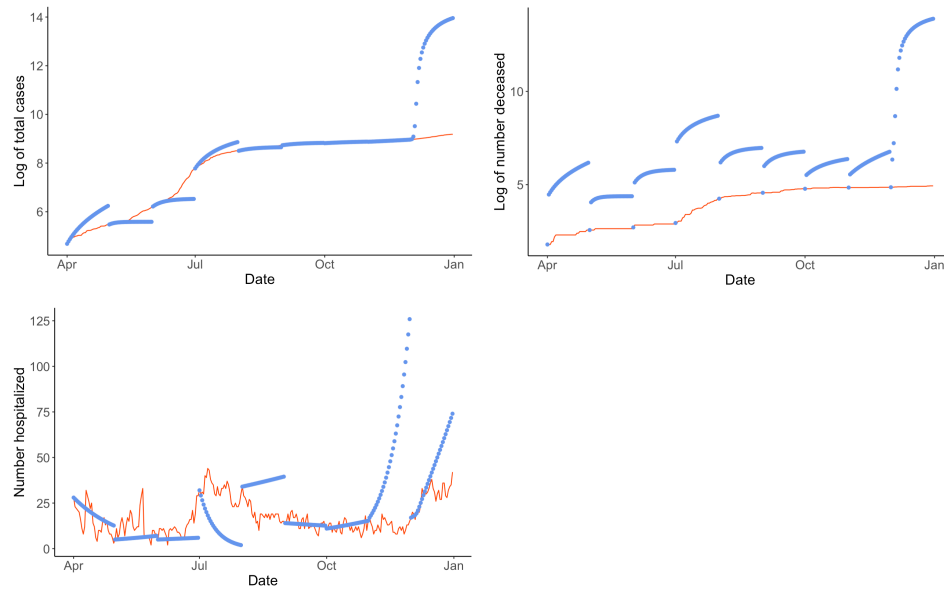 Log of total cases
14
12
10
8
6
Apr
Jul
Oct
Jan
Date
Log of number deceased
10
5
Apr
Jul
Oct
Jan
Date
Number hospitalized
125
100
75
50
25
0
Apr
Jul
Oct
Jan
Date